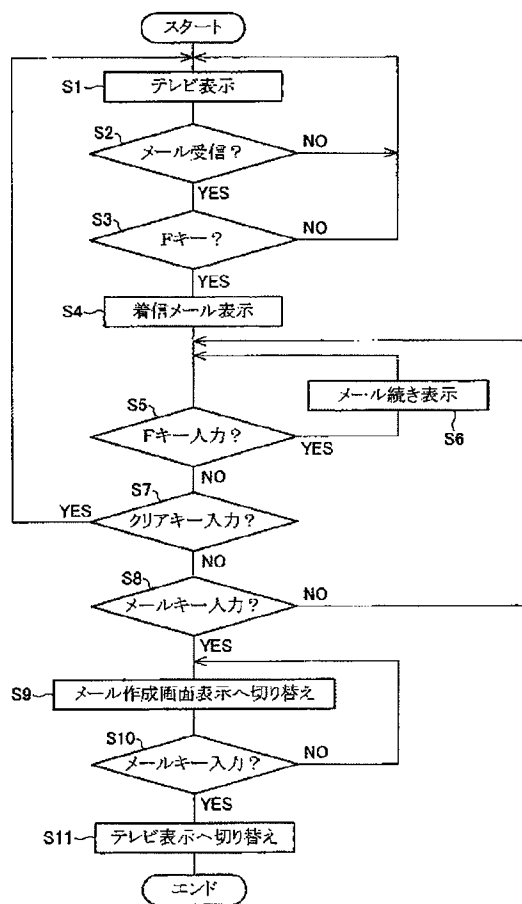 スタート
S1
テレビ表示
S2
メール受信？
NO
YES
S3
Fキー？
NO
YES
S4
着信メール表示
メール続き表示
S6
S5
Fキー入力？
YES
NO
S7
YES
クリアキー入力？
NO
S8
メールキー入力？
NO
YES
S9
メール作成画面表示へ切り替え
S10
メールキー入力？
NO
YES
S11
テレビ表示へ切り替え
エンド